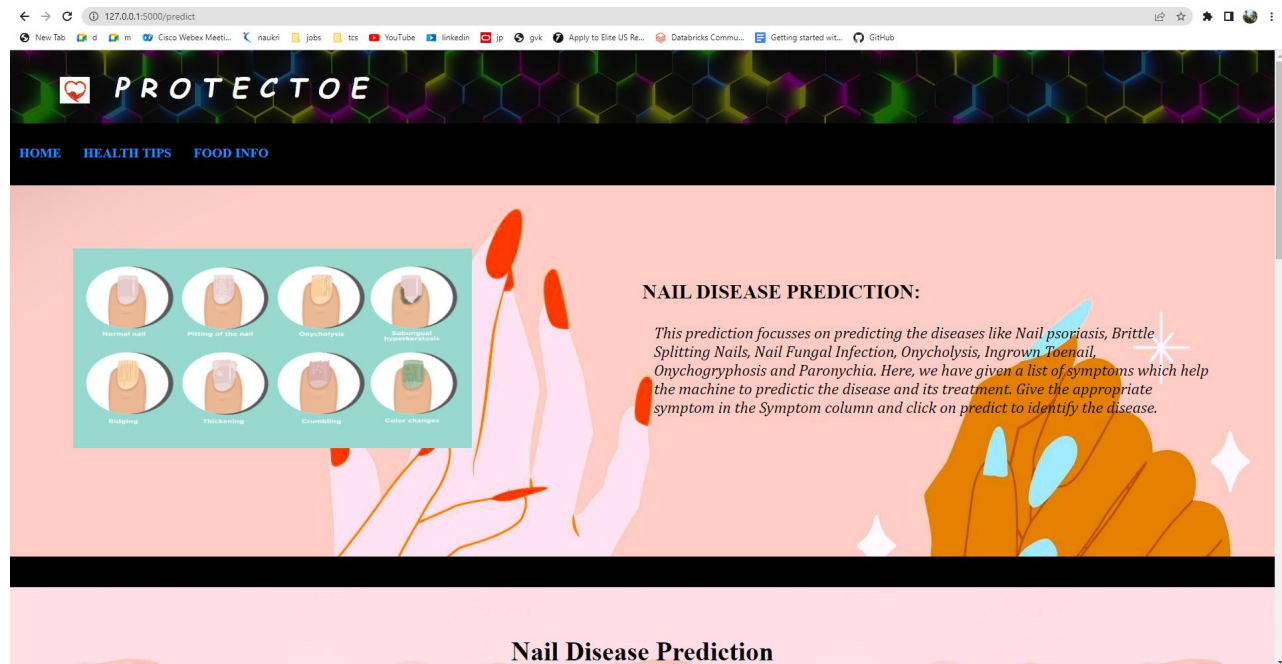 127.0.0.1:5000/predict
New Tab d m Cisco Webex Meeti... naukri jobs tcs YouTube linkedin jp gvk Apply to Elite US Re... Databricks Commu... Getting started wit... GitHub
PROTECTOE
HOME HEALTH TIPS FOOD INFO
Normal nail Pitting of the nail Onycholysis Subungual
hyperkeratosis
Ridging Thickening Crumbling Color changes
NAIL DISEASE PREDICTION:
This prediction focusses on predicting the diseases like Nail psoriasis, Brittle
Splitting Nails, Nail Fungal Infection, Onycholysis, Ingrown Toenail,
Onychogryphosis and Paronychia. Here, we have given a list of symptoms which help
the machine to predictic the disease and its treatment. Give the appropriate
symptom in the Symptom column and click on predict to identify the disease.
Nail Disease Prediction